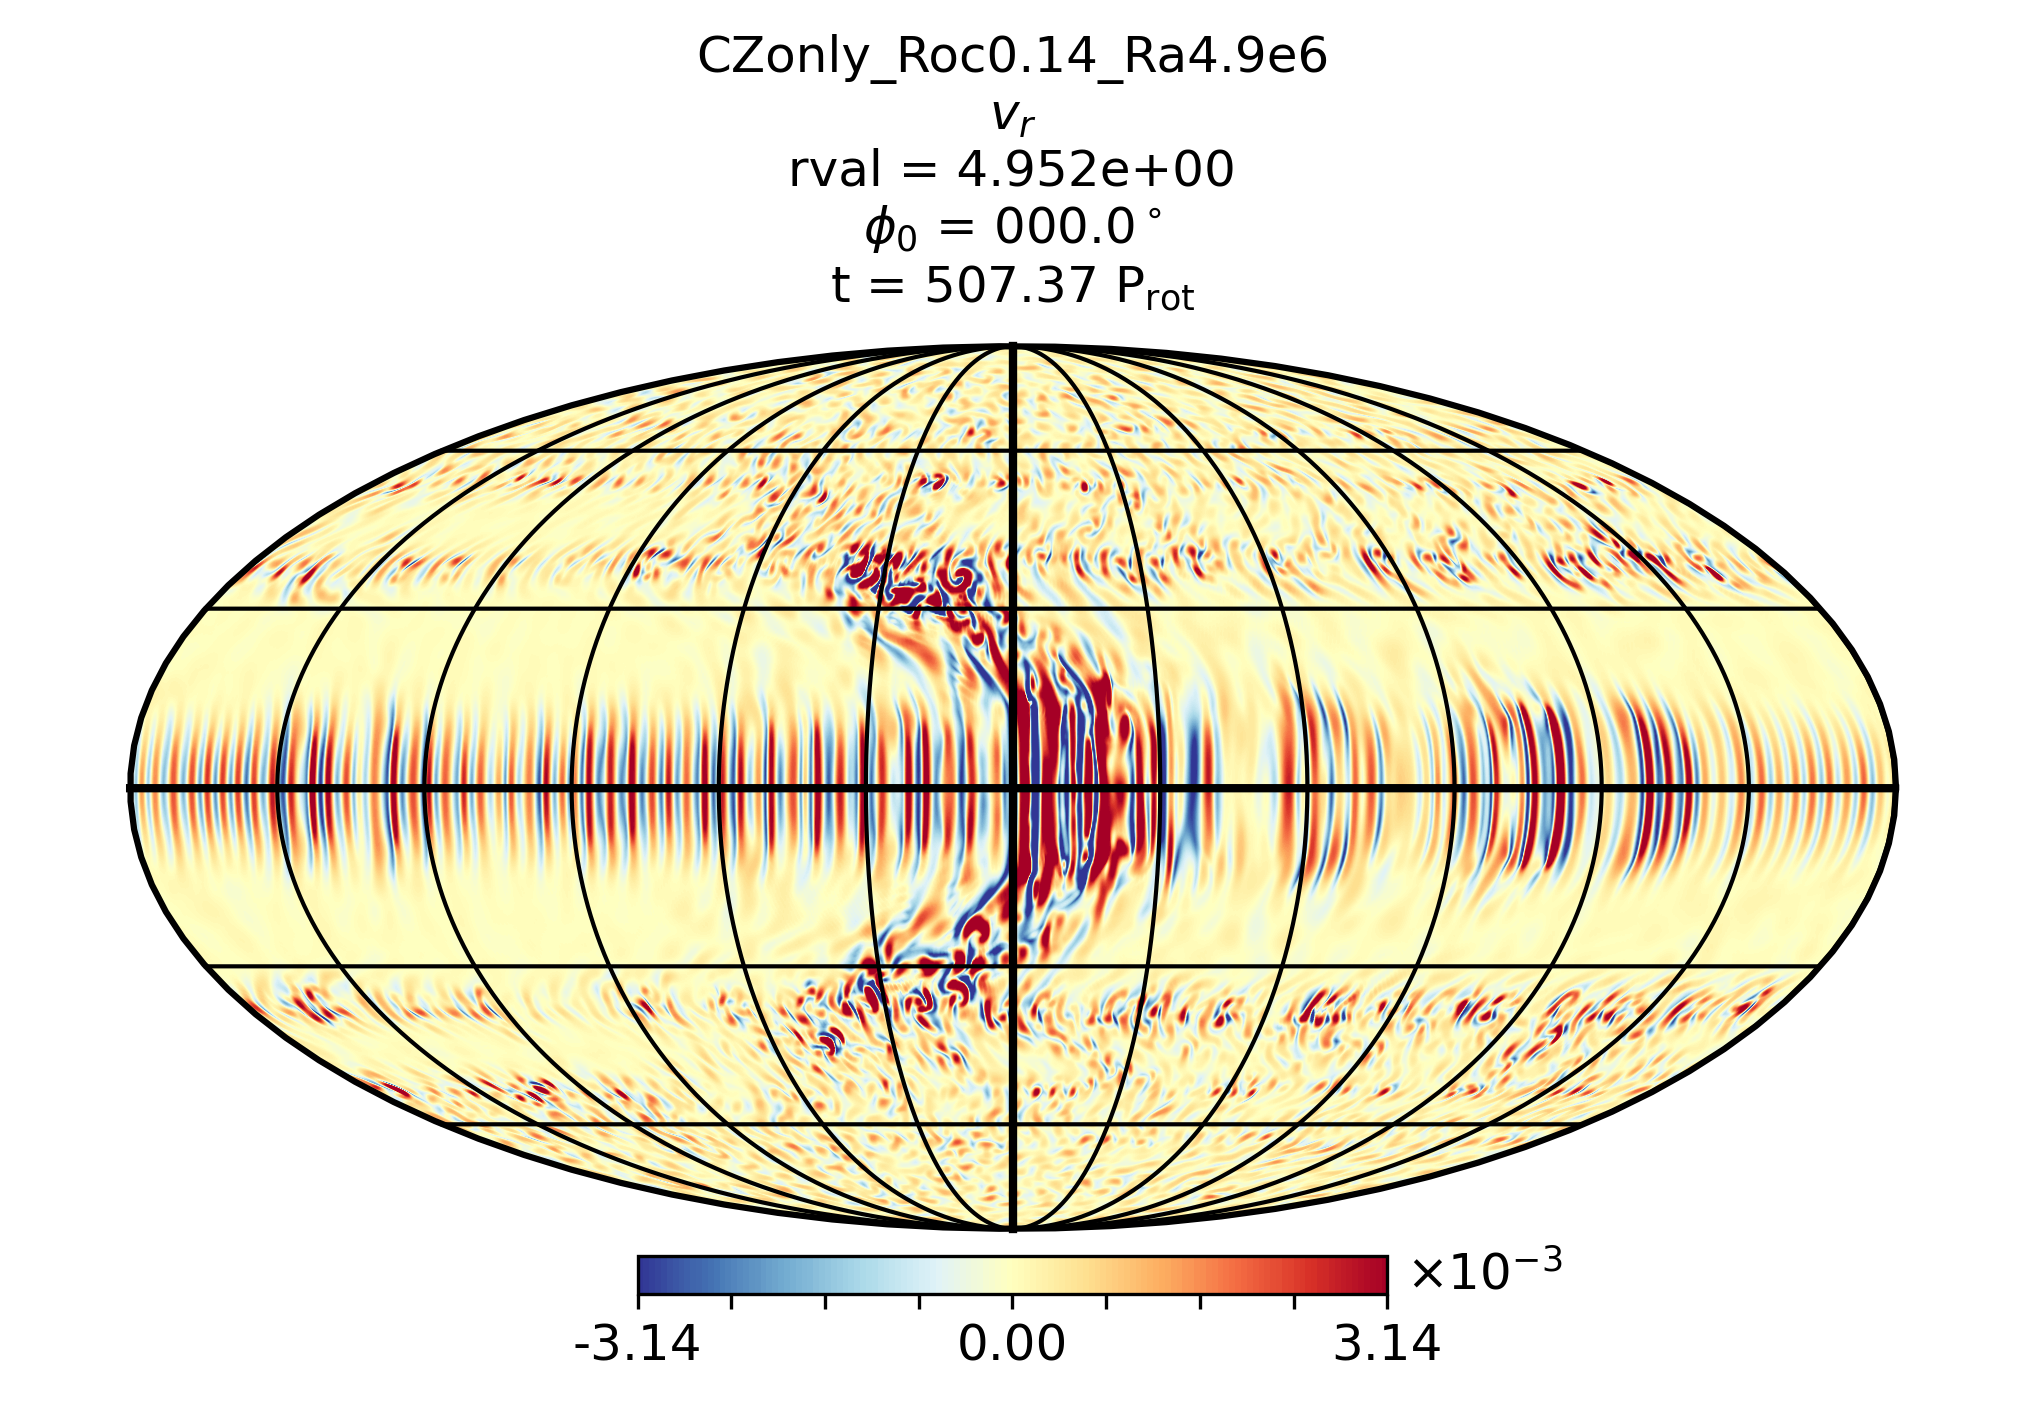 CZonly_Roc0.14_Ra4.9e6
v_r
rval = 4.952e+00
ϕ₀ = 000.0°
t = 507.37 P_rot
×10⁻³
-3.14 0.00 3.14